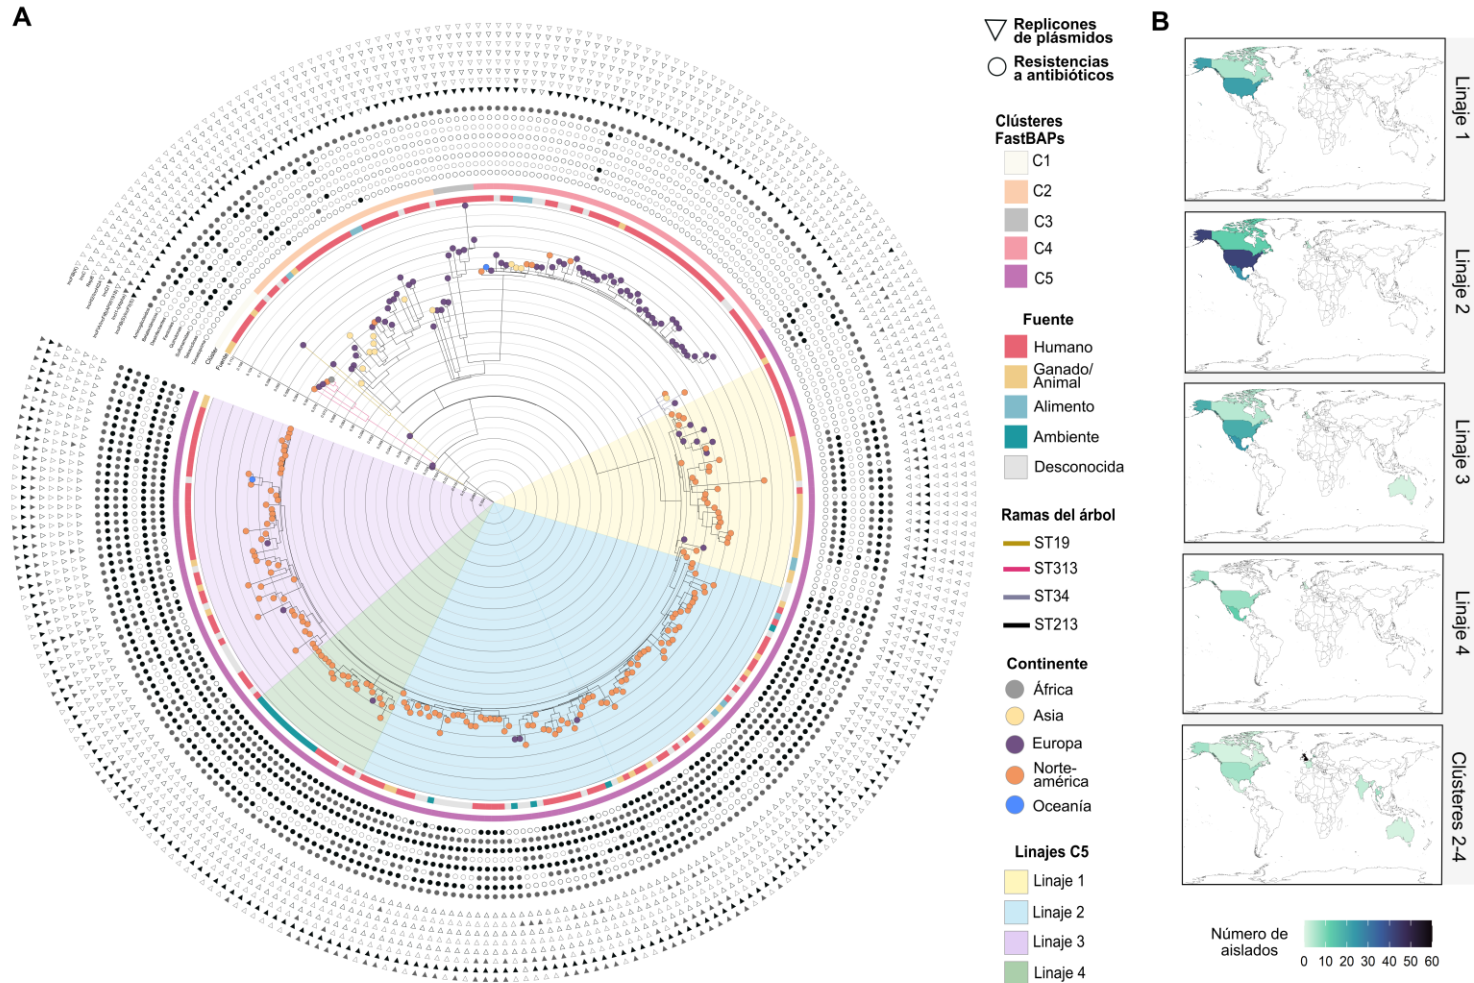 A
Replicones
de plásmidos
Resistencias
a antibióticos
Clústeres
FastBAPs
C1
C2
C3
C4
C5
Fuente
Humano
Ganado/
Animal
Alimento
Ambiente
Desconocida
Ramas del árbol
ST19
ST313
ST34
ST213
Continente
África
Asia
Europa
Norte-
américa
Oceanía
Linajes C5
Linaje 1
Linaje 2
Linaje 3
Linaje 4
Clúster
Fuente
B
Linaje 1
Linaje 2
Linaje 3
Linaje 4
Clústeres 2-4
Número de
aislados
0 10 20 30 40 50 60